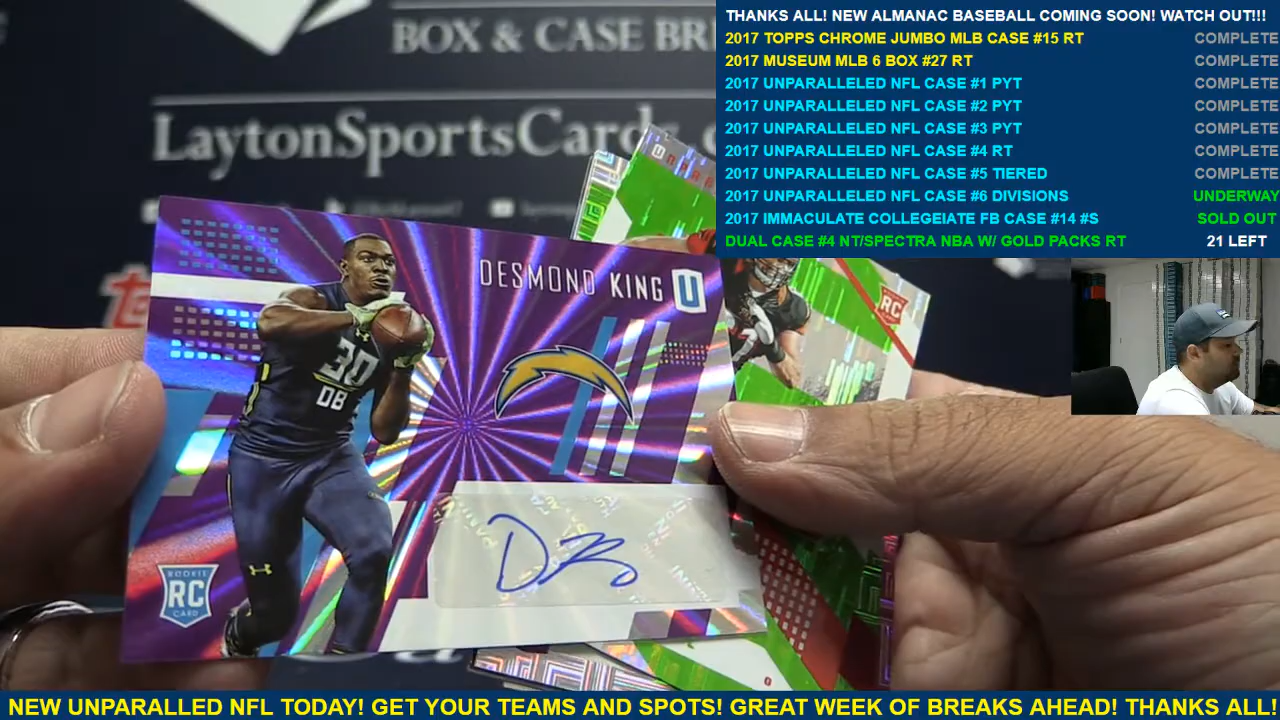 THANKS ALL! NEW ALMANAC BASEBALL COMING SOON! WATCH OUT!!!
2017 TOPPS CHROME JUMBO MLB CASE #15 RT COMPLETE
2017 MUSEUM MLB 6 BOX #27 RT COMPLETE
2017 UNPARALLELED NFL CASE #1 PYT COMPLETE
2017 UNPARALLELED NFL CASE #2 PYT COMPLETE
2017 UNPARALLELED NFL CASE #3 PYT COMPLETE
2017 UNPARALLELED NFL CASE #4 RT COMPLETE
2017 UNPARALLELED NFL CASE #5 TIERED COMPLETE
2017 UNPARALLELED NFL CASE #6 DIVISIONS UNDERWAY
2017 IMMACULATE COLLEGEIATE FB CASE #14 #S SOLD OUT
DUAL CASE #4 NT/SPECTRA NBA W/ GOLD PACKS RT 21 LEFT
BOX & CASE BRE
LaytonSportsCards.c
DESMOND KING U
RC
30
DB
ROOKIE
RC
CARD
NEW UNPARALLED NFL TODAY! GET YOUR TEAMS AND SPOTS! GREAT WEEK OF BREAKS AHEAD! THANKS ALL!